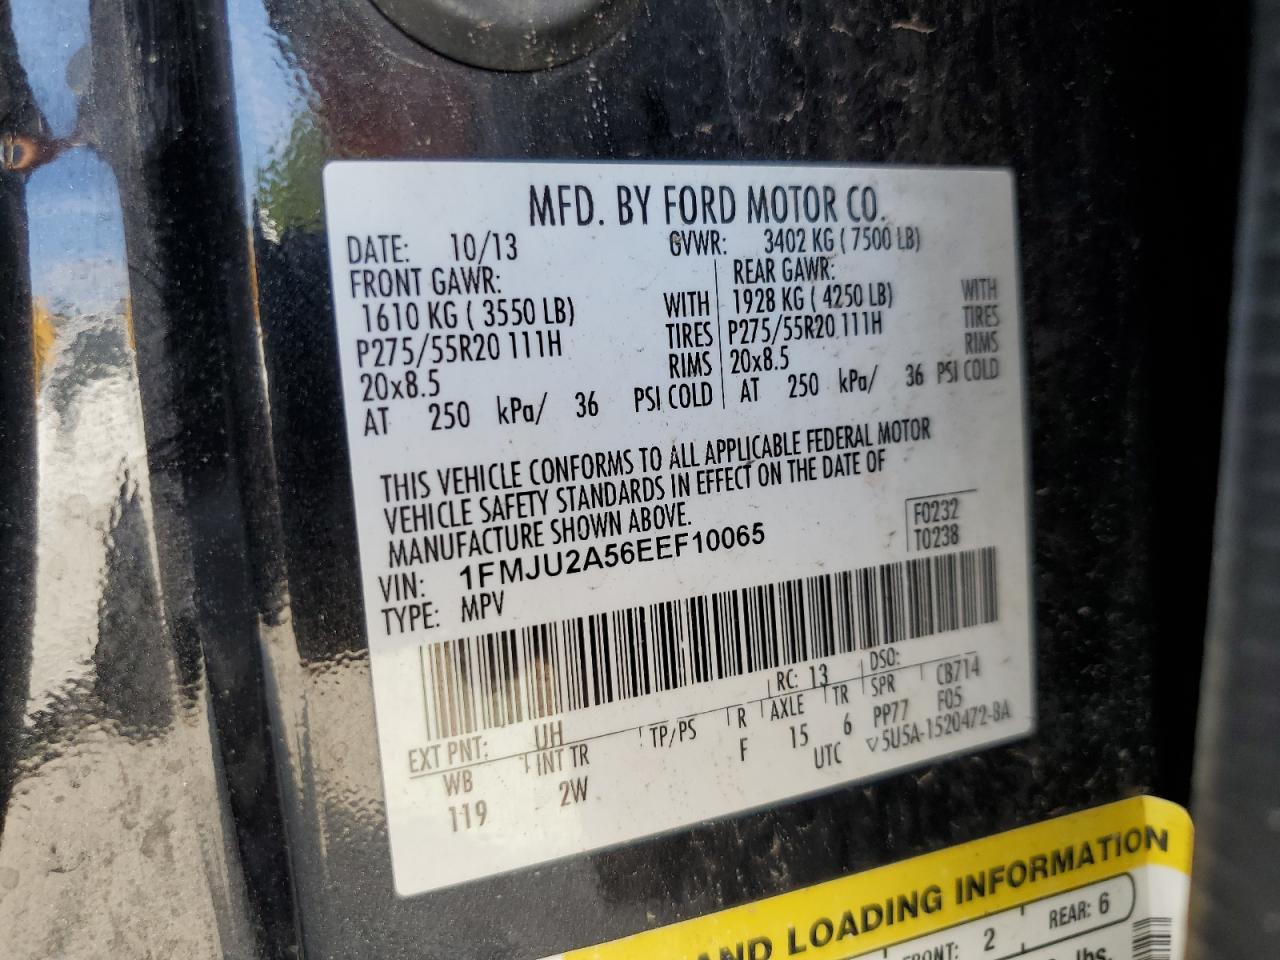 MFD. BY FORD MOTOR CO.
DATE: 10/13 GVWR: 3402 KG ( 7500 LB)
FRONT GAWR: REAR GAWR:
1610 KG ( 3550 LB) WITH 1928 KG ( 4250 LB) WITH
P275/55R20 111H TIRES P275/55R20 111H TIRES
20x8.5 RIMS 20x8.5 RIMS
AT 250 kPa/ 36 PSI COLD AT 250 kPa/ 36 PSI COLD
THIS VEHICLE CONFORMS TO ALL APPLICABLE FEDERAL MOTOR
VEHICLE SAFETY STANDARDS IN EFFECT ON THE DATE OF
MANUFACTURE SHOWN ABOVE.
F0232
T0238
VIN: 1FMJU2A56EEF10065
TYPE: MPV
EXT PNT: UH RC: 13 DSO:
WB INT TR TP/PS R AXLE TR SPR CB714
119 2W F 15 6 PP77 F05
UTC ▽5U5A-1520472-BA
AND LOADING INFORMATION
FRONT: 2 REAR: 6
lbs.